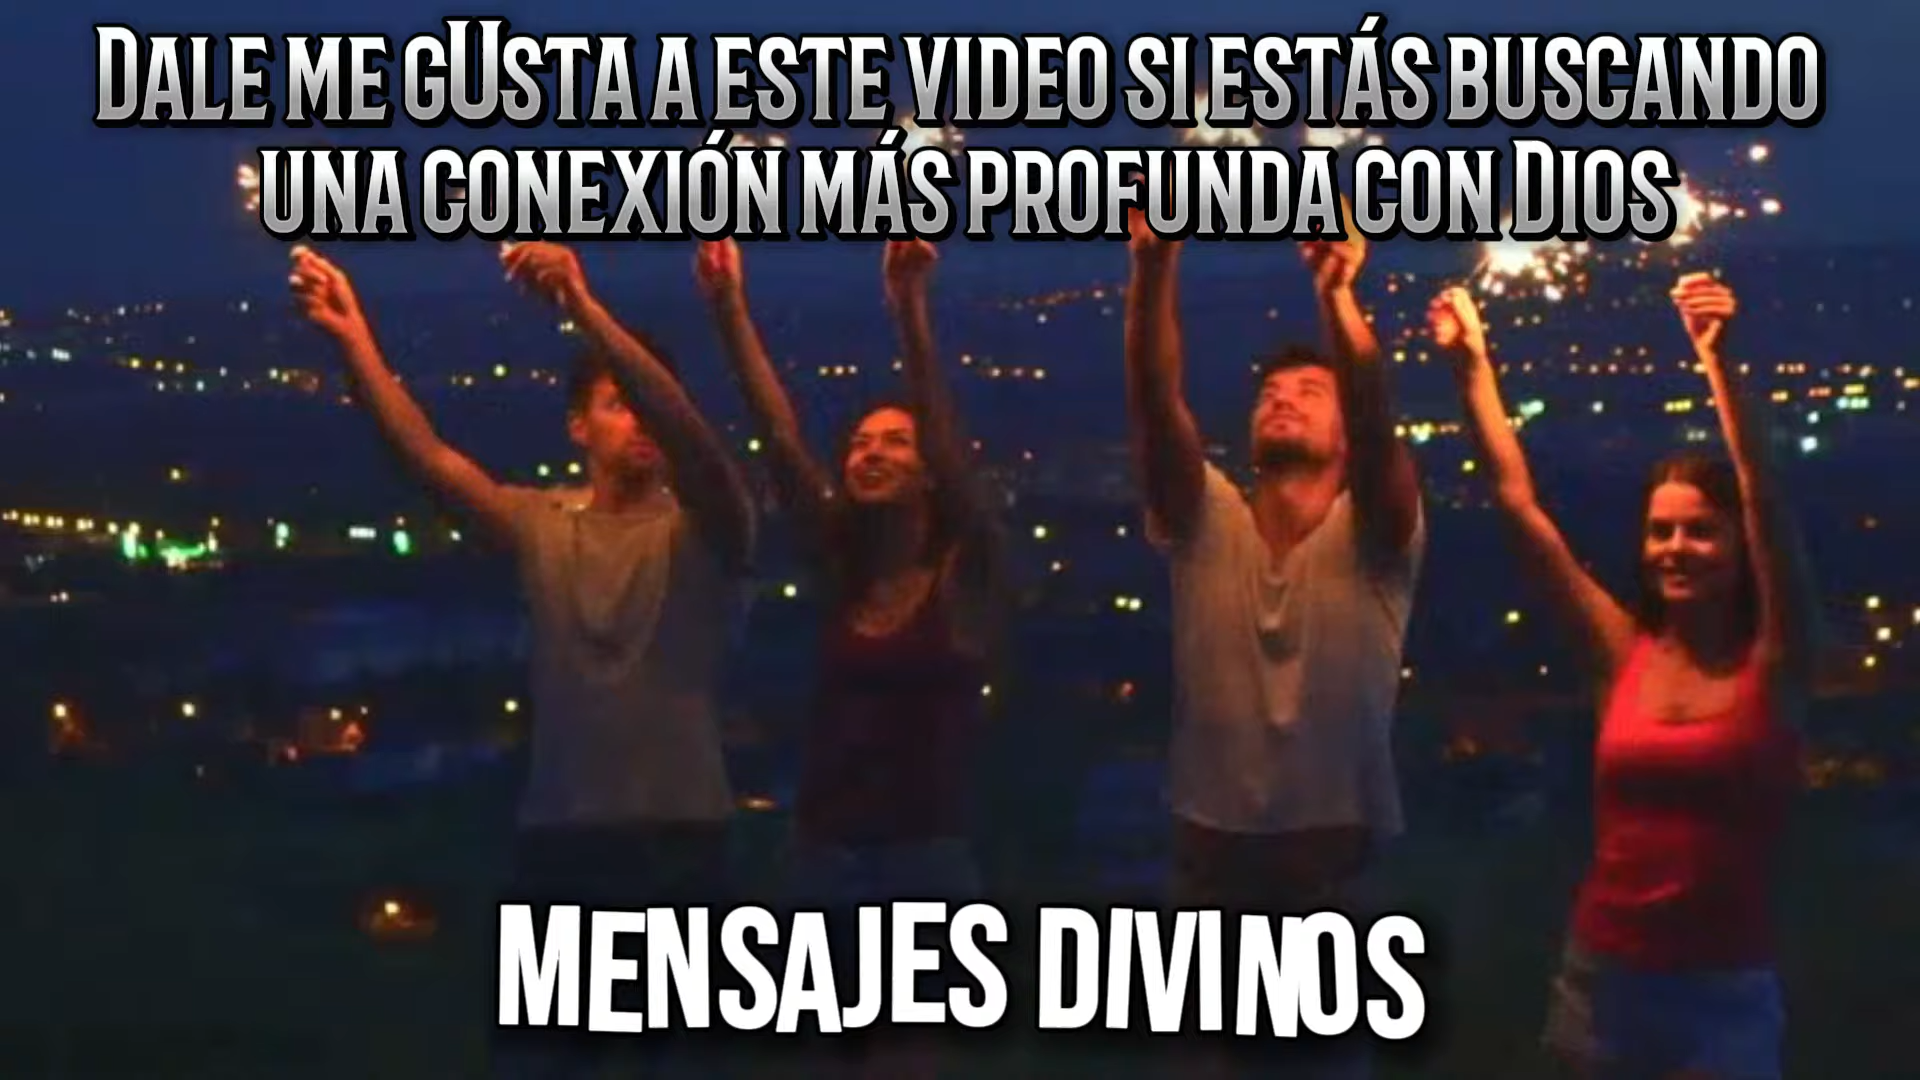 Dale me gusta a este video si estás buscando
una conexión más profunda con Dios
MENSAJES DIVINOS